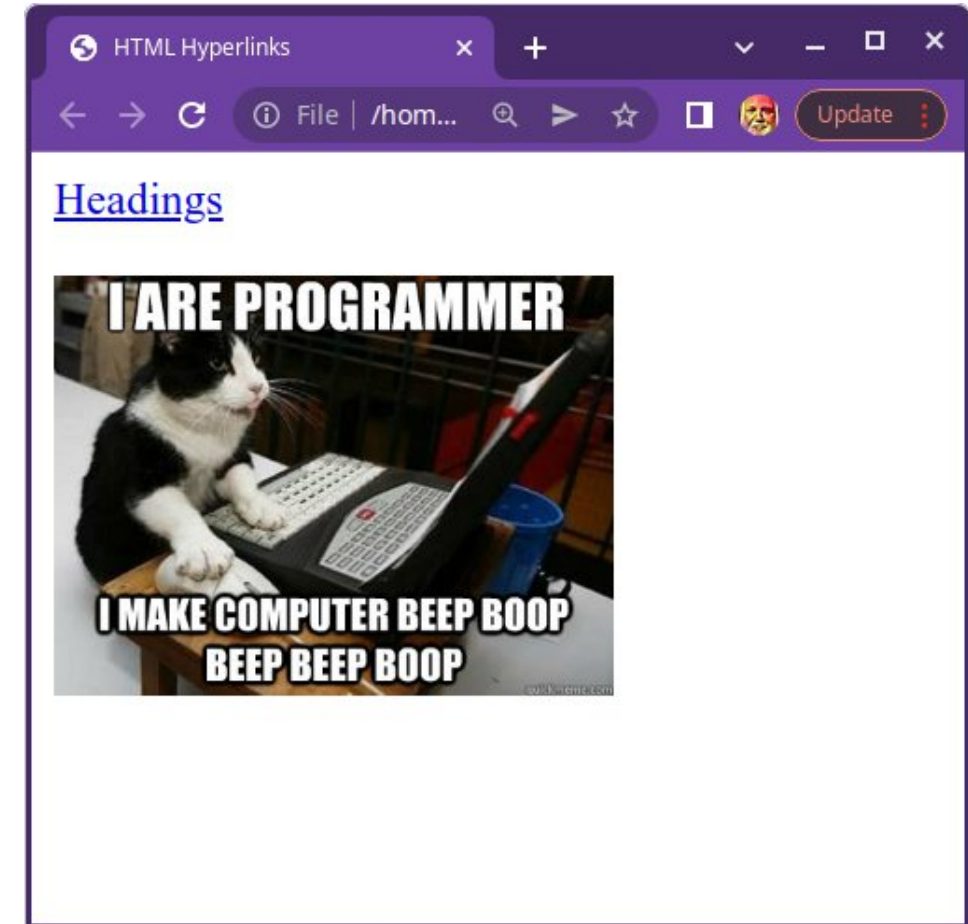 HTML Hyperlinks
File /hom... Update
Headings
I ARE PROGRAMMER
I MAKE COMPUTER BEEP BOOP
BEEP BEEP BOOP
quickmeme.com